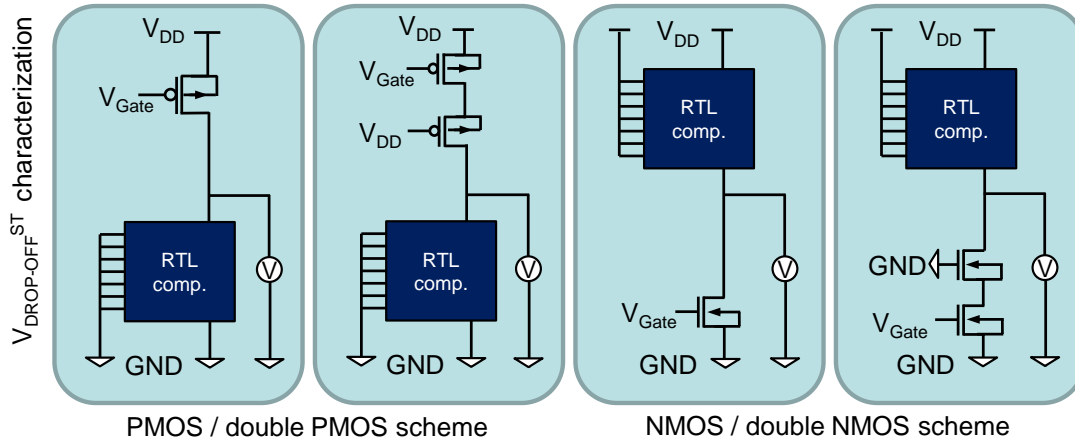 V_DROP-OFF^ST characterization
V_DD
V_Gate
RTL
comp.
V
GND
V_DD
V_Gate
V_DD
RTL
comp.
V
GND
V_DD
RTL
comp.
V
V_Gate
GND
V_DD
RTL
comp.
GND
V
V_Gate
GND
PMOS / double PMOS scheme
NMOS / double NMOS scheme